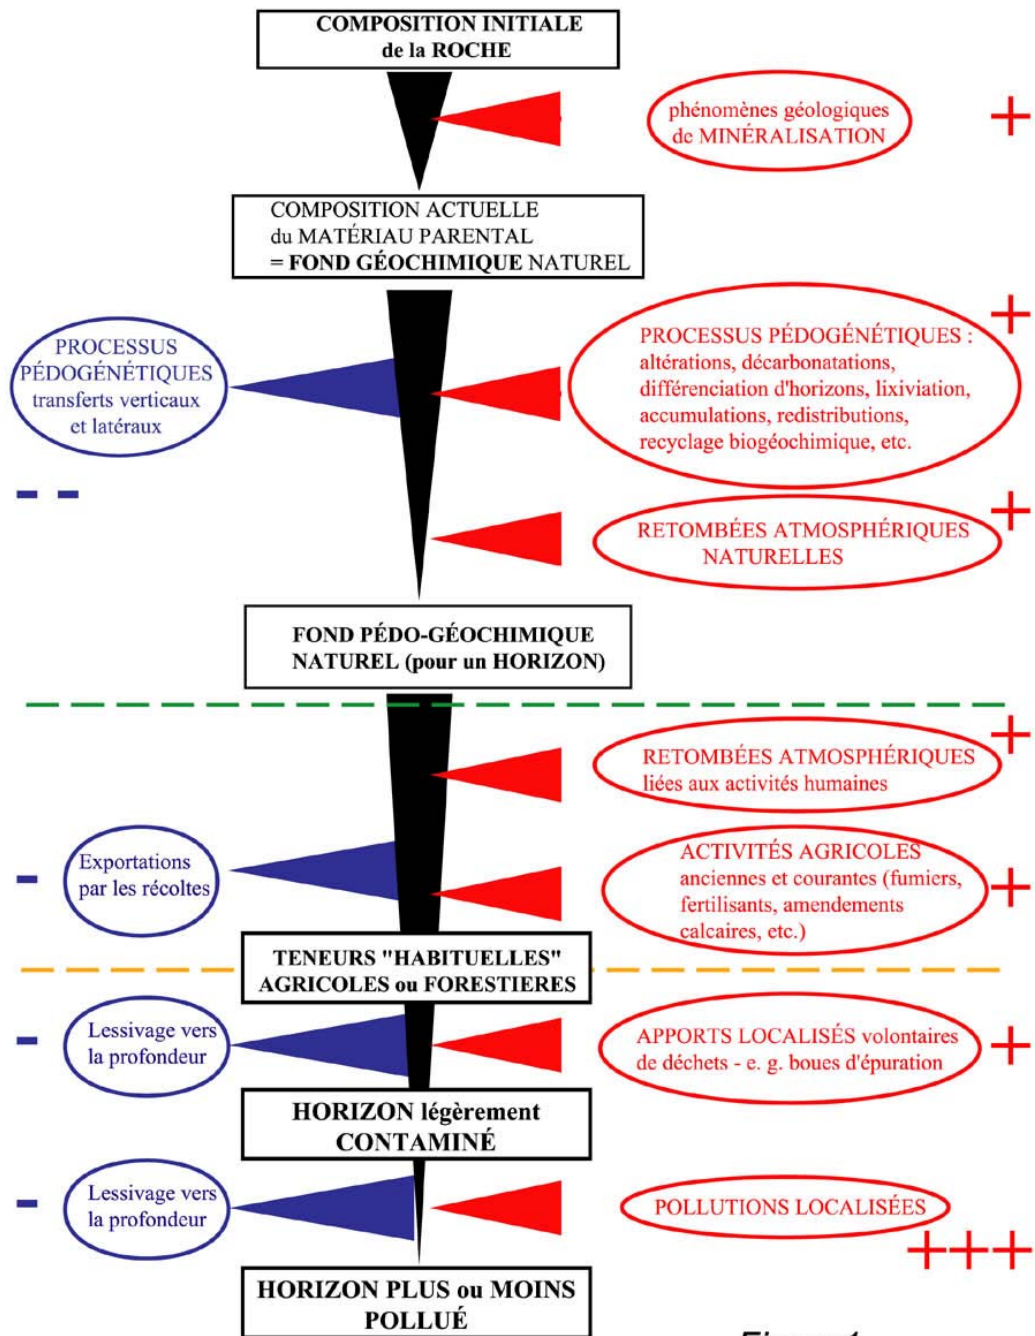 COMPOSITION INITIALE
de la ROCHE
phénomènes géologiques
de MINÉRALISATION
+
COMPOSITION ACTUELLE
du MATÉRIAU PARENTAL
= FOND GÉOCHIMIQUE NATUREL
PROCESSUS
PÉDOGÉNÉTIQUES
transferts verticaux
et latéraux
- -
PROCESSUS PÉDOGÉNÉTIQUES :
altérations, décarbonatations,
différenciation d'horizons, lixiviation,
accumulations, redistributions,
recyclage biogéochimique, etc.
+
RETOMBÉES ATMOSPHÉRIQUES
NATURELLES
+
FOND PÉDO-GÉOCHIMIQUE
NATUREL (pour un HORIZON)
RETOMBÉES ATMOSPHÉRIQUES
liées aux activités humaines
+
Exportations
par les récoltes
-
ACTIVITÉS AGRICOLES
anciennes et courantes (fumiers,
fertilisants, amendements
calcaires, etc.)
+
TENEURS "HABITUELLES"
AGRICOLES ou FORESTIERES
Lessivage vers
la profondeur
-
APPORTS LOCALISÉS volontaires
de déchets - e. g. boues d'épuration
+
HORIZON légèrement
CONTAMINÉ
Lessivage vers
la profondeur
-
POLLUTIONS LOCALISÉES
+++
HORIZON PLUS ou MOINS
POLLUÉ